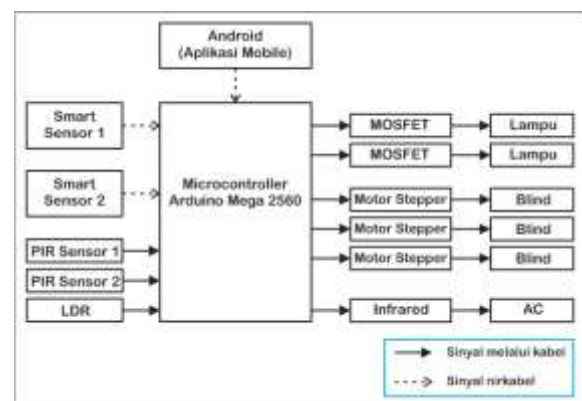 Android
(Aplikasi Mobile)
Smart
Sensor 1
Smart
Sensor 2
PIR Sensor 1
PIR Sensor 2
LDR
Microcontroller
Arduino Mega 2560
MOSFET
Lampu
MOSFET
Lampu
Motor Stepper
Blind
Motor Stepper
Blind
Motor Stepper
Blind
Infrared
AC
Sinyal melalui kabel
Sinyal nirkabel